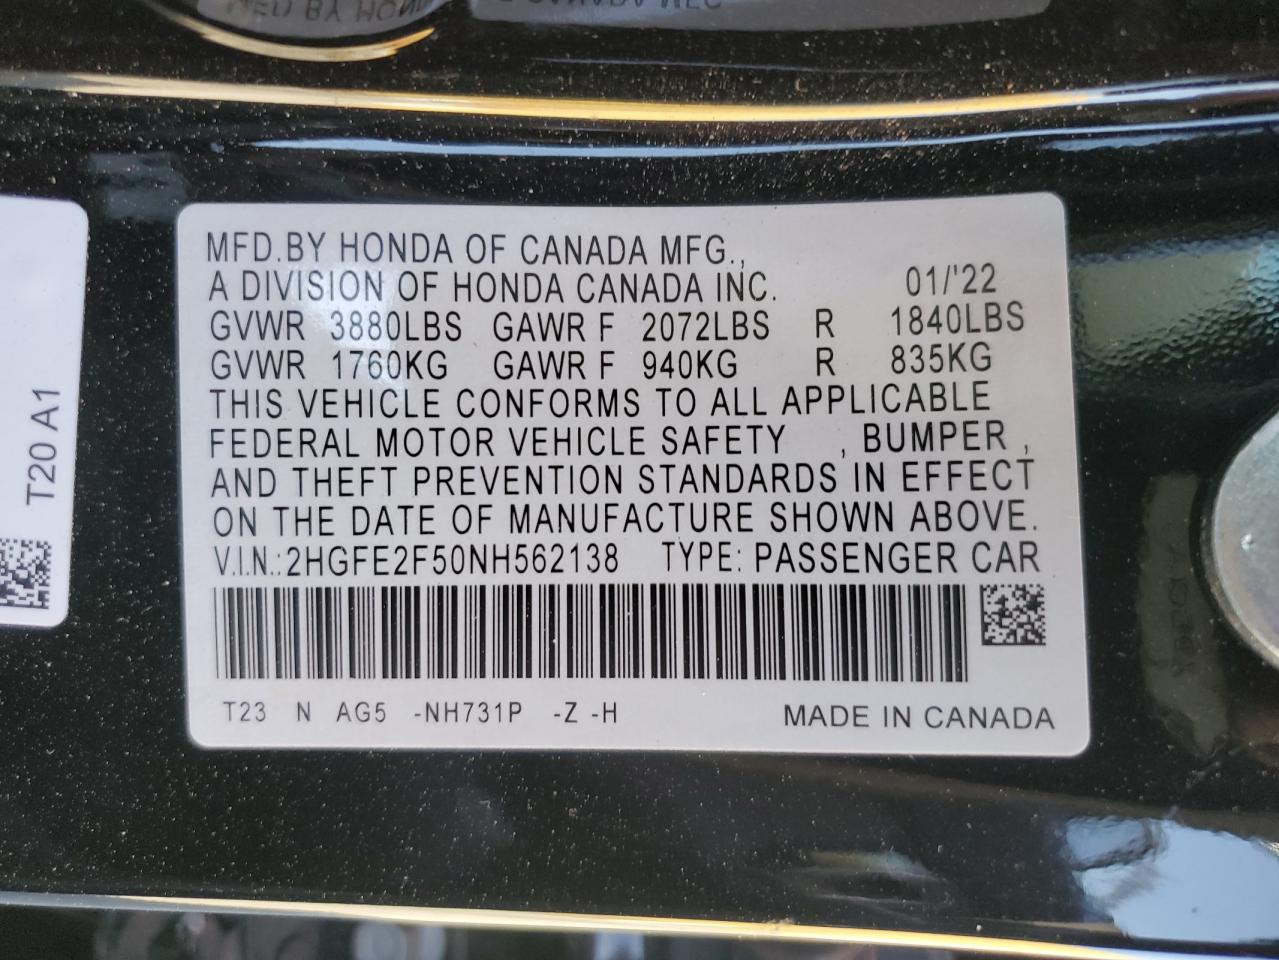 MFD.BY HONDA OF CANADA MFG.,
A DIVISION OF HONDA CANADA INC. 01/'22
GVWR 3880LBS GAWR F 2072LBS R 1840LBS
GVWR 1760KG GAWR F 940KG R 835KG
THIS VEHICLE CONFORMS TO ALL APPLICABLE
FEDERAL MOTOR VEHICLE SAFETY , BUMPER ,
AND THEFT PREVENTION STANDARDS IN EFFECT
ON THE DATE OF MANUFACTURE SHOWN ABOVE.
V.I.N.:2HGFE2F50NH562138 TYPE: PASSENGER CAR
T23 N AG5 -NH731P -Z -H MADE IN CANADA
T20 A1